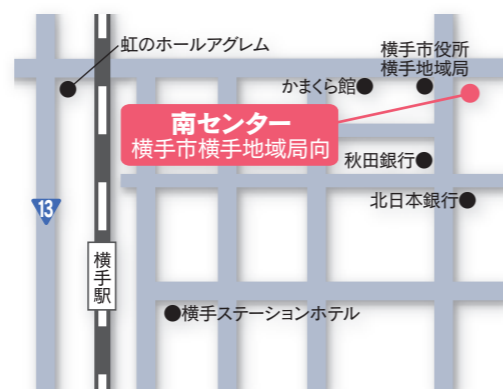 虹のホールアグレム
横手市役所
横手地域局
かまくら館
南センター
横手市横手地域局向
秋田銀行
北日本銀行
13
横手駅
横手ステーションホテル